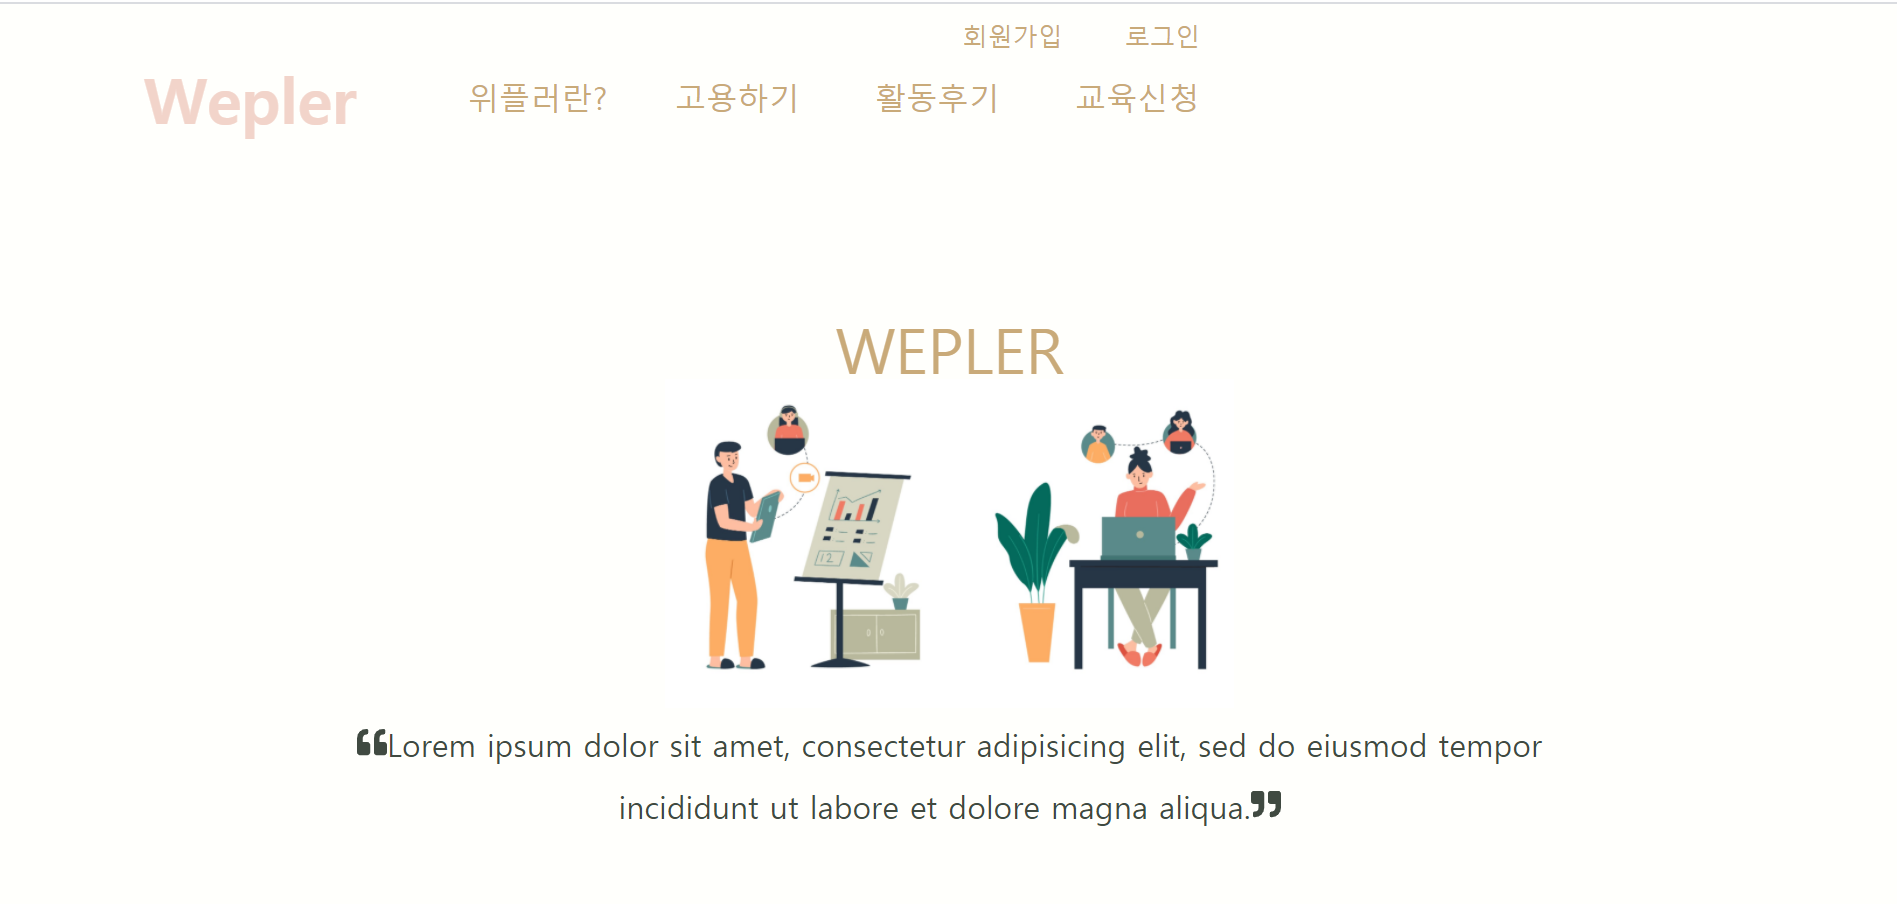 회원가입 로그인
Wepler 위플러란? 고용하기 활동후기 교육신청
WEPLER
12
❝Lorem ipsum dolor sit amet, consectetur adipisicing elit, sed do eiusmod tempor
incididunt ut labore et dolore magna aliqua.❞